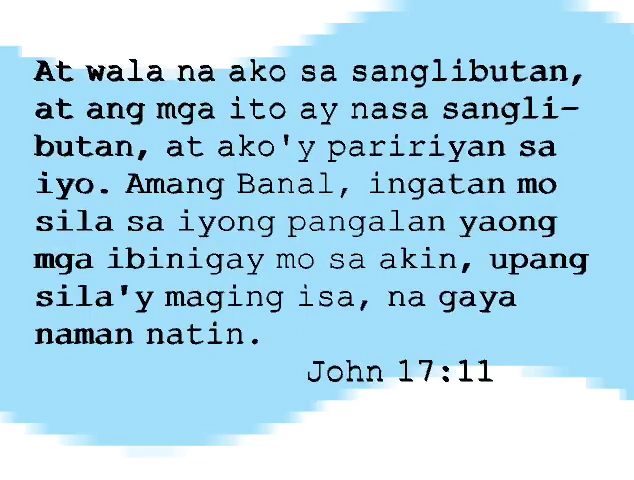 At wala na ako sa sanglibutan,
at ang mga ito ay nasa sangli-
butan, at ako'y paririyan sa
iyo. Amang Banal, ingatan mo
sila sa iyong pangalan yaong
mga ibinigay mo sa akin, upang
sila'y maging isa, na gaya
naman natin.
John 17:11